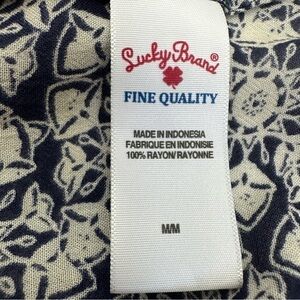 Lucky Brand®
FINE QUALITY
MADE IN INDONESIA
FABRIQUE EN INDONISIE
100% RAYON/RAYONNE
M/M